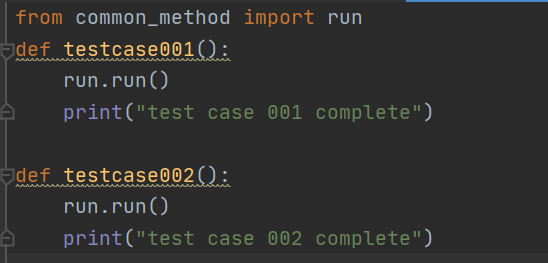 from common_method import run
def testcase001():
    run.run()
    print("test case 001 complete")

def testcase002():
    run.run()
    print("test case 002 complete")